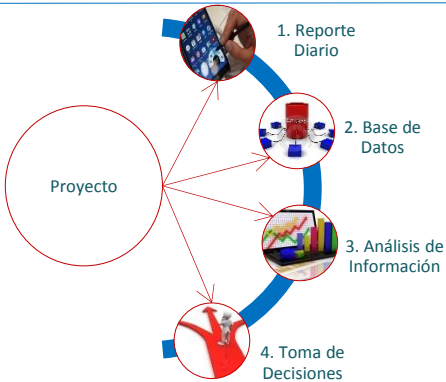 1. Reporte
Diario
2. Base de
Datos
Proyecto
3. Análisis de
Información
4. Toma de
Decisiones